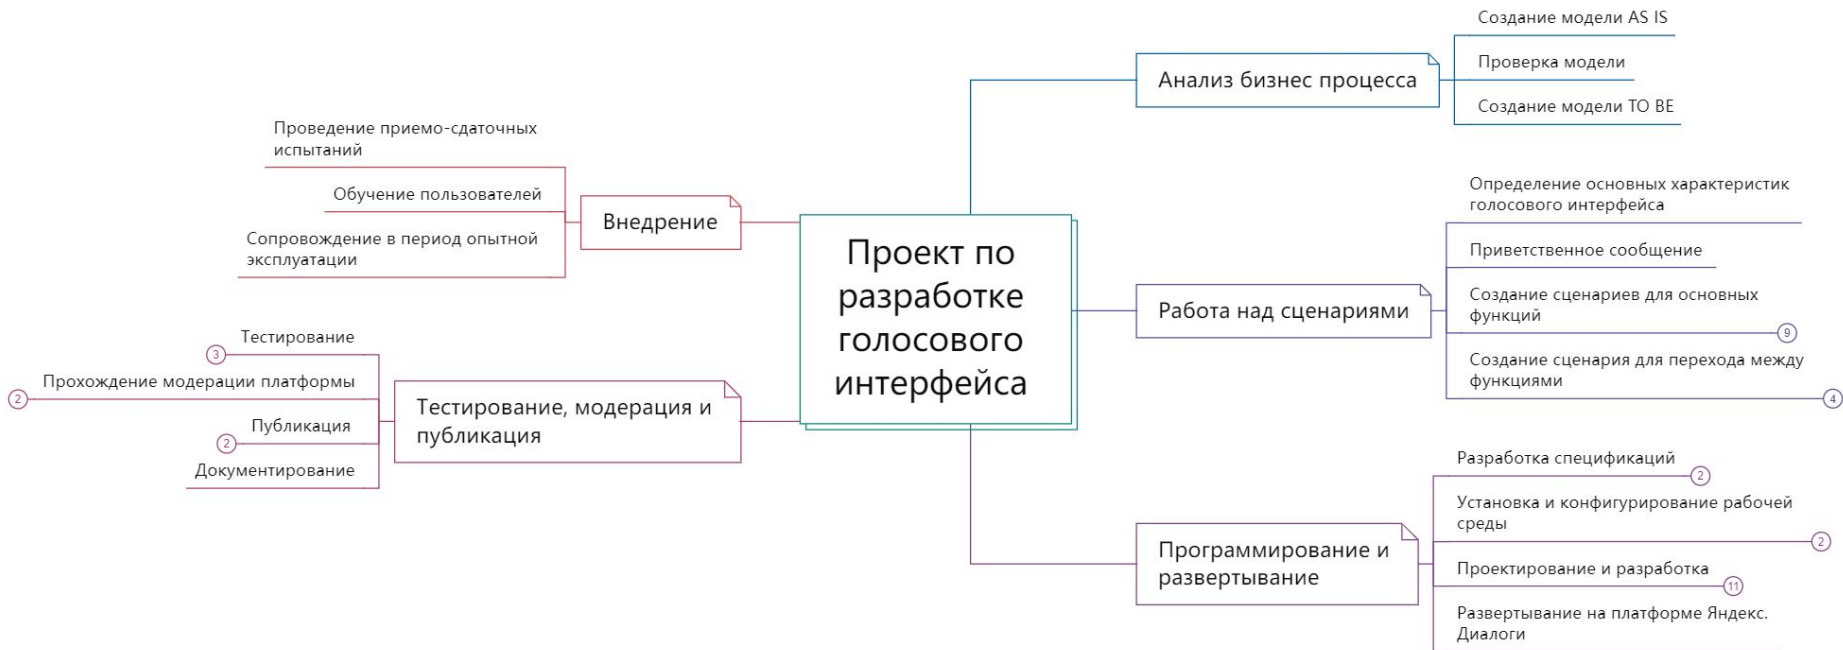 Проект по
разработке
голосового
интерфейса
Анализ бизнес процесса
Создание модели AS IS
Проверка модели
Создание модели TO BE
Работа над сценариями
Определение основных характеристик
голосового интерфейса
Приветственное сообщение
Создание сценариев для основных
функций
9
Создание сценария для перехода между
функциями
4
Программирование и
развертывание
Разработка спецификаций
2
Установка и конфигурирование рабочей
среды
2
Проектирование и разработка
11
Развертывание на платформе Яндекс.
Диалоги
Внедрение
Проведение приемо-сдаточных
испытаний
Обучение пользователей
Сопровождение в период опытной
эксплуатации
Тестирование, модерация и
публикация
Тестирование
3
Прохождение модерации платформы
2
Публикация
2
Документирование